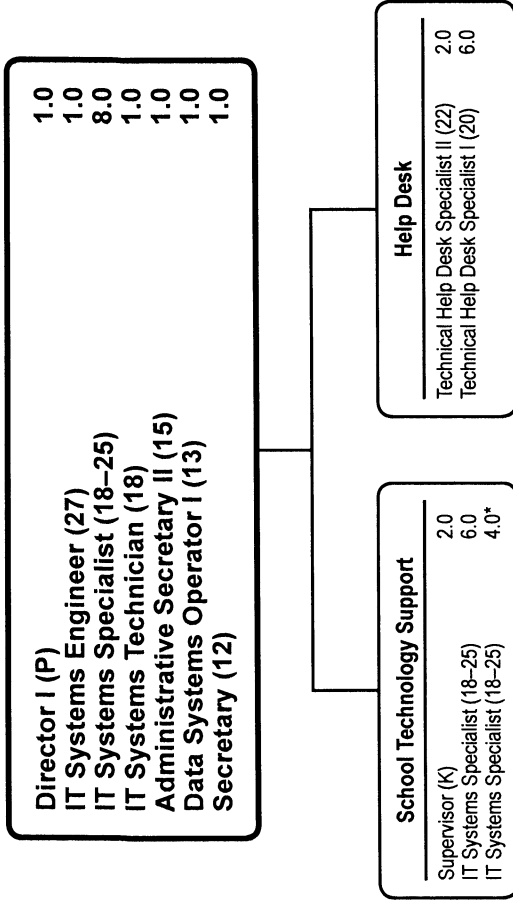 Director I (P) 1.0
IT Systems Engineer (27) 1.0
IT Systems Specialist (18–25) 8.0
IT Systems Technician (18) 1.0
Administrative Secretary II (15) 1.0
Data Systems Operator I (13) 1.0
Secretary (12) 1.0
School Technology Support
Supervisor (K) 2.0
IT Systems Specialist (18–25) 6.0
IT Systems Specialist (18–25) 4.0*
Help Desk
Technical Help Desk Specialist II (22) 2.0
Technical Help Desk Specialist I (20) 6.0